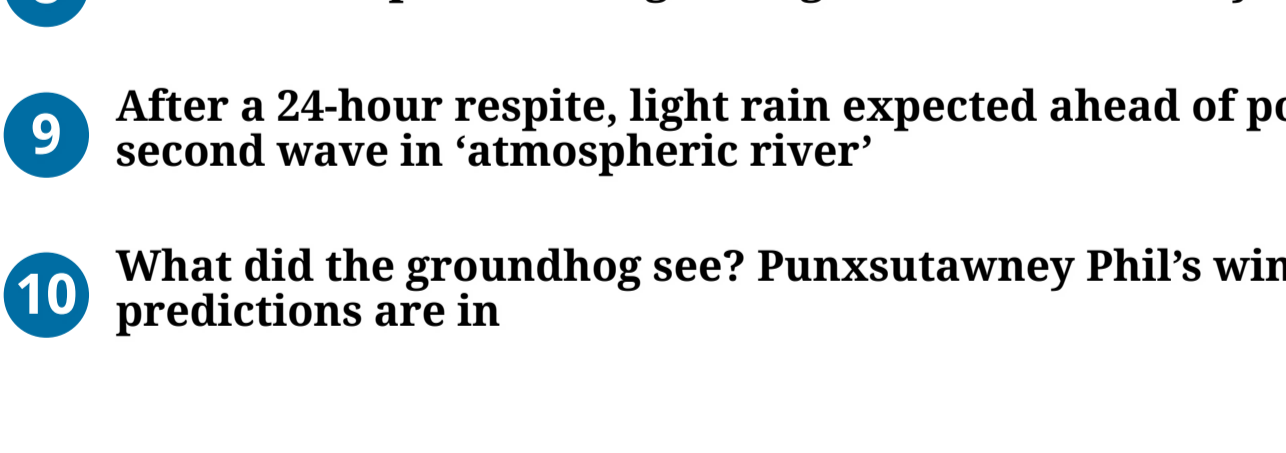 9
After a 24-hour respite, light rain expected ahead of
second wave in ‘atmospheric river’
10
What did the groundhog see? Punxsutawney Phil’s
predictions are in